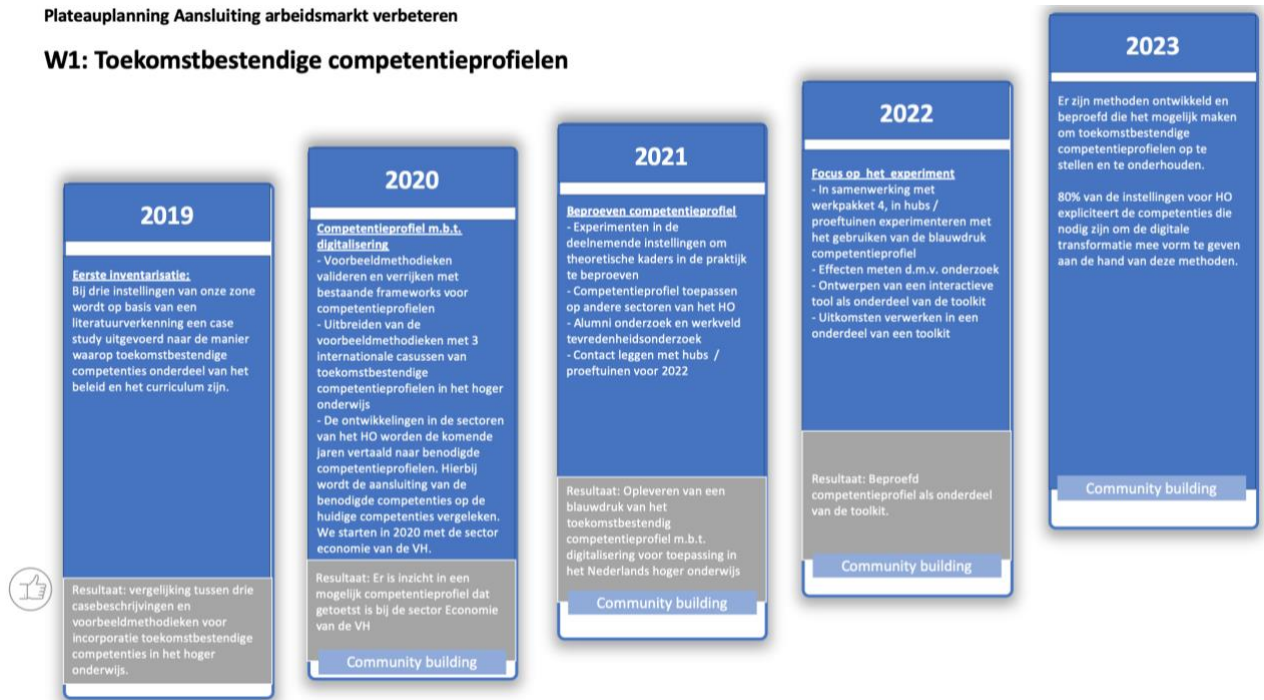 Plateauplanning Aansluiting arbeidsmarkt verbeteren
W1: Toekomstbestendige competentieprofielen
2019
Eerste inventarisatie:
Bij drie instellingen van onze zone
wordt op basis van een
literatuurverkenning een case
study uitgevoerd naar de manier
waarop toekomstbestendige
competenties onderdeel van het
beleid en het curriculum zijn.
Resultaat: vergelijking tussen drie
casebeschrijvingen en
voorbeeldmethodieken voor
incorporatie toekomstbestendige
competenties in het hoger
onderwijs.
2020
Competentieprofiel m.b.t.
digitalisering
- Voorbeeldmethodieken
valideren en verrijken met
bestaande frameworks voor
competentieprofielen
- Uitbreiden van de
voorbeeldmethodieken met 3
internationale casussen van
toekomstbestendige
competentieprofielen in het hoger
onderwijs
- De ontwikkelingen in de sectoren
van het HO worden de komende
jaren vertaald naar benodigde
competentieprofielen. Hierbij
wordt de aansluiting van de
benodigde competenties op de
huidige competenties vergeleken.
We starten in 2020 met de sector
economie van de VH.
Resultaat: Er is inzicht in een
mogelijk competentieprofiel dat
getoetst is bij de sector Economie
van de VH
Community building
2021
Beproeven competentieprofiel
- Experimenten in de
deelnemende instellingen om
theoretische kaders in de praktijk
te beproeven
- Competentieprofiel toepassen
op andere sectoren van het HO
- Alumni onderzoek en werkveld
tevredenheidsonderzoek
- Contact leggen met hubs /
proeftuinen voor 2022
Resultaat: Opleveren van een
blauwdruk van het
toekomstbestendig
competentieprofiel m.b.t.
digitalisering voor toepassing in
het Nederlands hoger onderwijs
Community building
2022
Focus op het experiment
- In samenwerking met
werkpakket 4, in hubs /
proeftuinen experimenteren met
het gebruiken van de blauwdruk
competentieprofiel
- Effecten meten d.m.v. onderzoek
- Ontwerpen van een interactieve
tool als onderdeel van de toolkit
- Uitkomsten verwerken in een
onderdeel van een toolkit
Resultaat: Beproefd
competentieprofiel als onderdeel
van de toolkit.
Community building
2023
Er zijn methoden ontwikkeld en
beproefd die het mogelijk maken
om toekomstbestendige
competentieprofielen op te
stellen en te onderhouden.
80% van de instellingen voor HO
expliciteert de competenties die
nodig zijn om de digitale
transformatie mee vorm te geven
aan de hand van deze methoden.
Community building